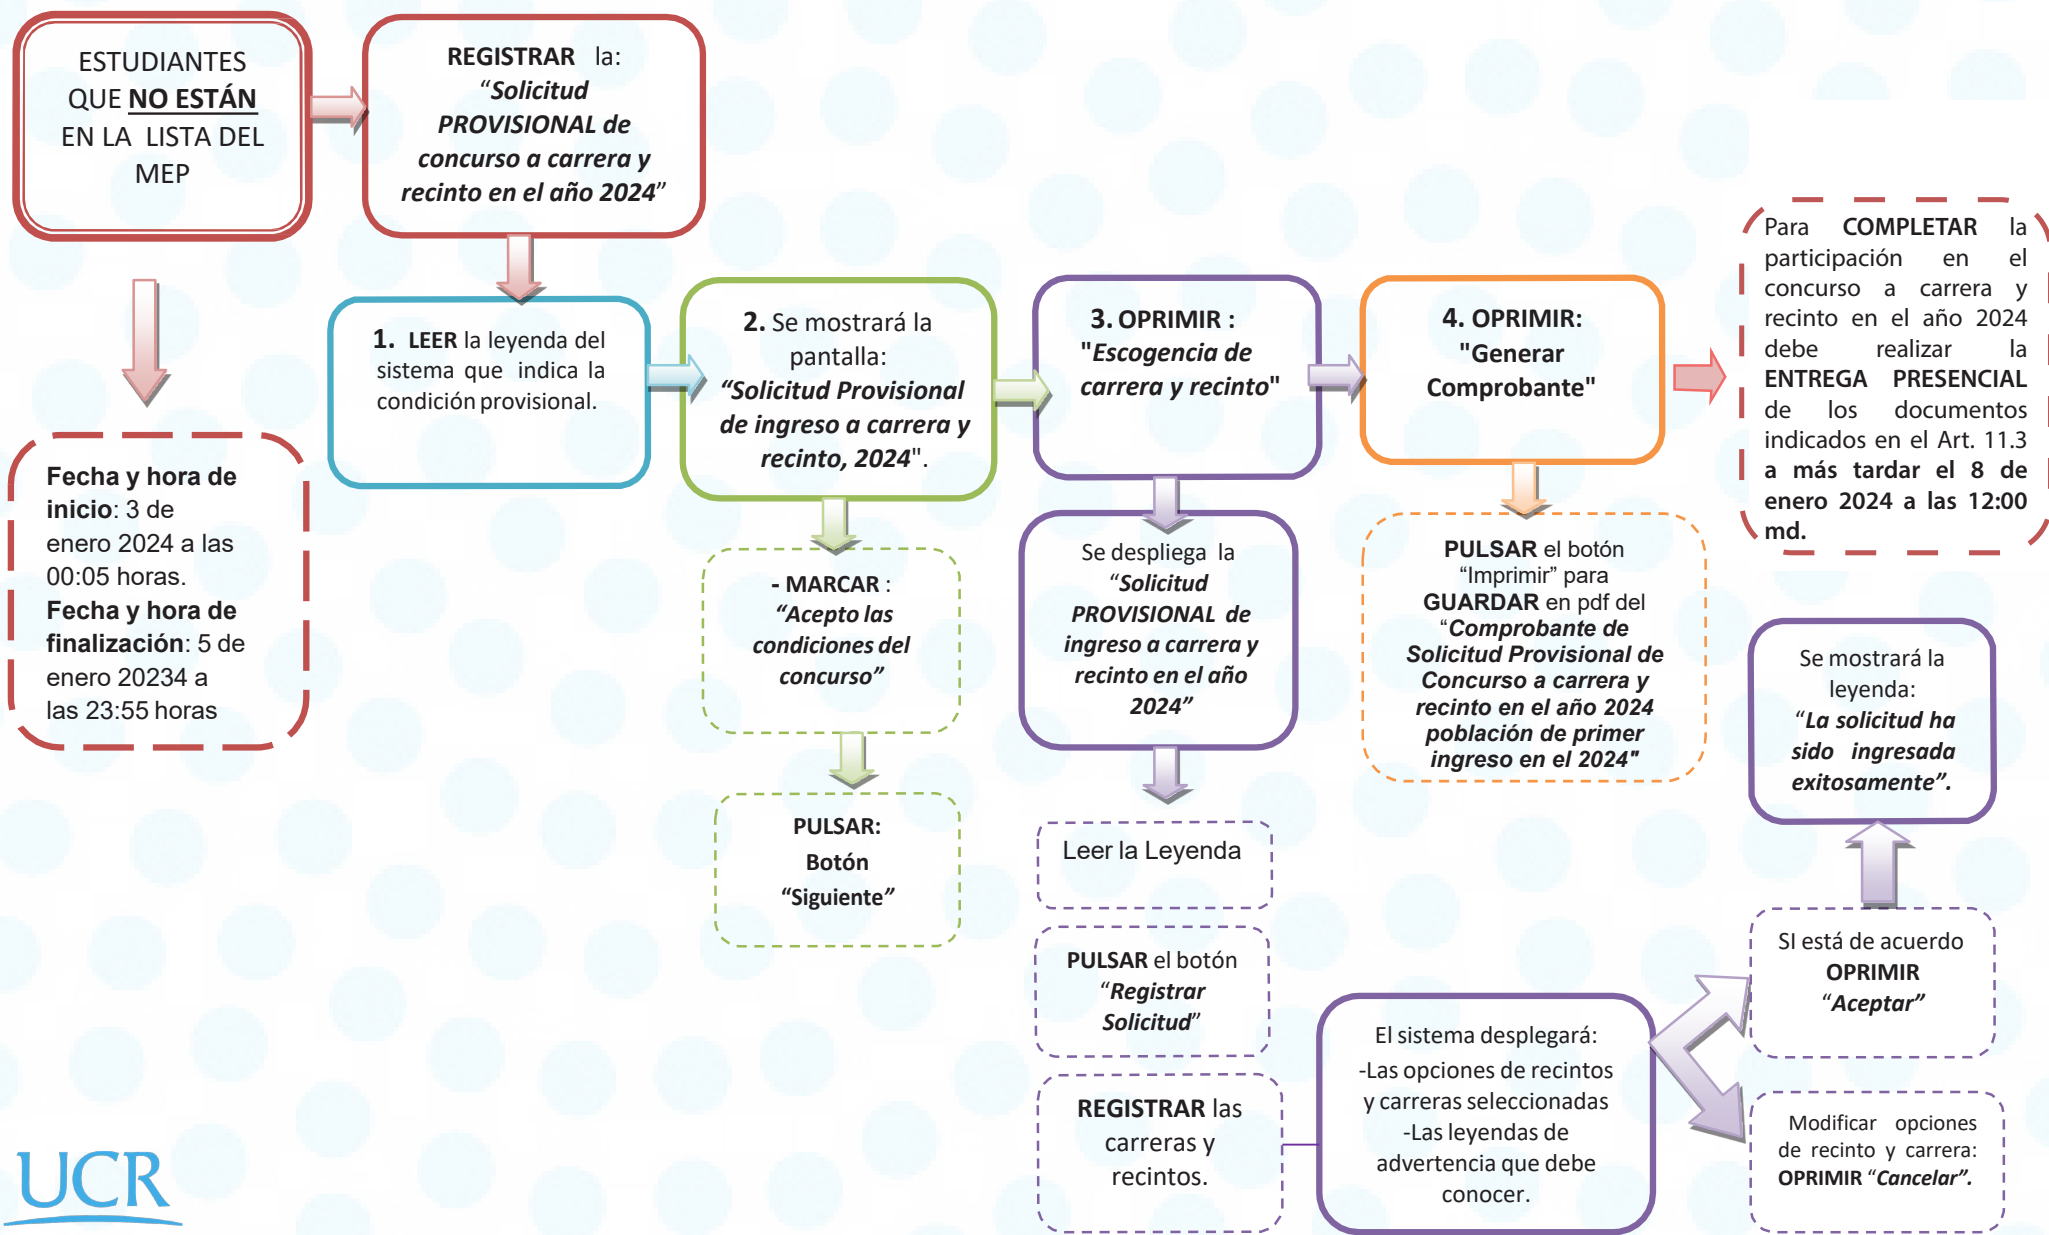 ESTUDIANTES
QUE NO ESTÁN
EN LA LISTA DEL
MEP
REGISTRAR la:
“Solicitud
PROVISIONAL de
concurso a carrera y
recinto en el año 2024”
Fecha y hora de
inicio: 3 de
enero 2024 a las
00:05 horas.
Fecha y hora de
finalización: 5 de
enero 20234 a
las 23:55 horas
1. LEER la leyenda del
sistema que indica la
condición provisional.
2. Se mostrará la
pantalla:
“Solicitud Provisional
de ingreso a carrera y
recinto, 2024".
- MARCAR :
“Acepto las
condiciones del
concurso”
PULSAR:
Botón
“Siguiente”
3. OPRIMIR :
"Escogencia de
carrera y recinto"
Se despliega la
“Solicitud
PROVISIONAL de
ingreso a carrera y
recinto en el año
2024”
Leer la Leyenda
PULSAR el botón
“Registrar
Solicitud”
REGISTRAR las
carreras y
recintos.
El sistema desplegará:
-Las opciones de recintos
y carreras seleccionadas
-Las leyendas de
advertencia que debe
conocer.
SI está de acuerdo
OPRIMIR
“Aceptar”
Modificar opciones
de recinto y carrera:
OPRIMIR “Cancelar”.
Se mostrará la
leyenda:
“La solicitud ha
sido ingresada
exitosamente”.
4. OPRIMIR:
"Generar
Comprobante"
PULSAR el botón
“Imprimir” para
GUARDAR en pdf del
“Comprobante de
Solicitud Provisional de
Concurso a carrera y
recinto en el año 2024
población de primer
ingreso en el 2024"
Para COMPLETAR la
participación en el
concurso a carrera y
recinto en el año 2024
debe realizar la
ENTREGA PRESENCIAL
de los documentos
indicados en el Art. 11.3
a más tardar el 8 de
enero 2024 a las 12:00
md.
UCR